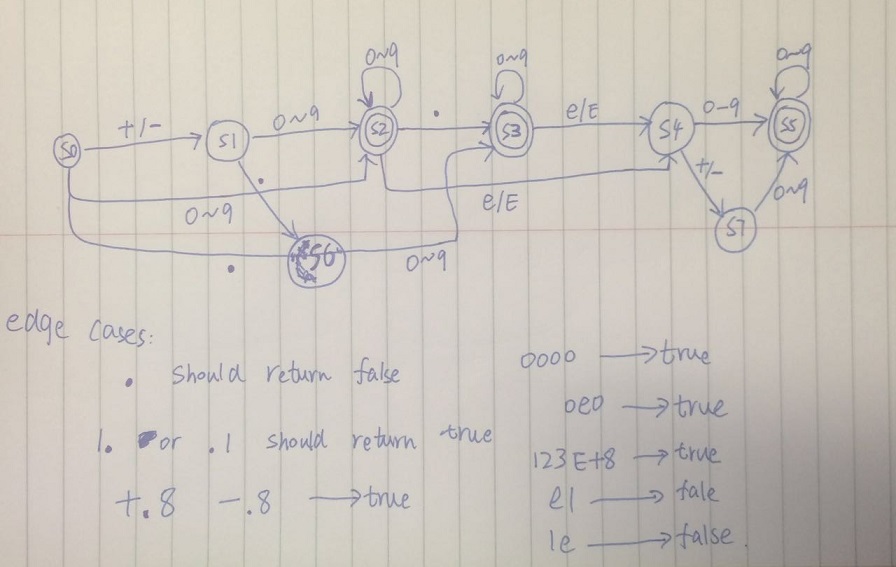 0~9 0~9 0~9
+/- 0~9 . e/E 0-9
S0 S1 S2 S3 S4 S5
. +/-
0~9 e/E 0~9
S7
S6
. 0~9
edge cases:
. should return false
1. or .1 should return true
+.8 -.8 →true
0000 →true
0e0 →true
123E+8 →true
e1 →fale
1e →false.